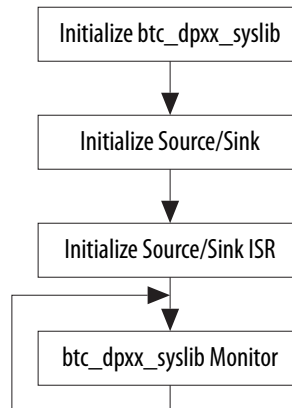 Initialize btc_dpxx_syslib
Initialize Source/Sink
Initialize Source/Sink ISR
btc_dpxx_syslib Monitor